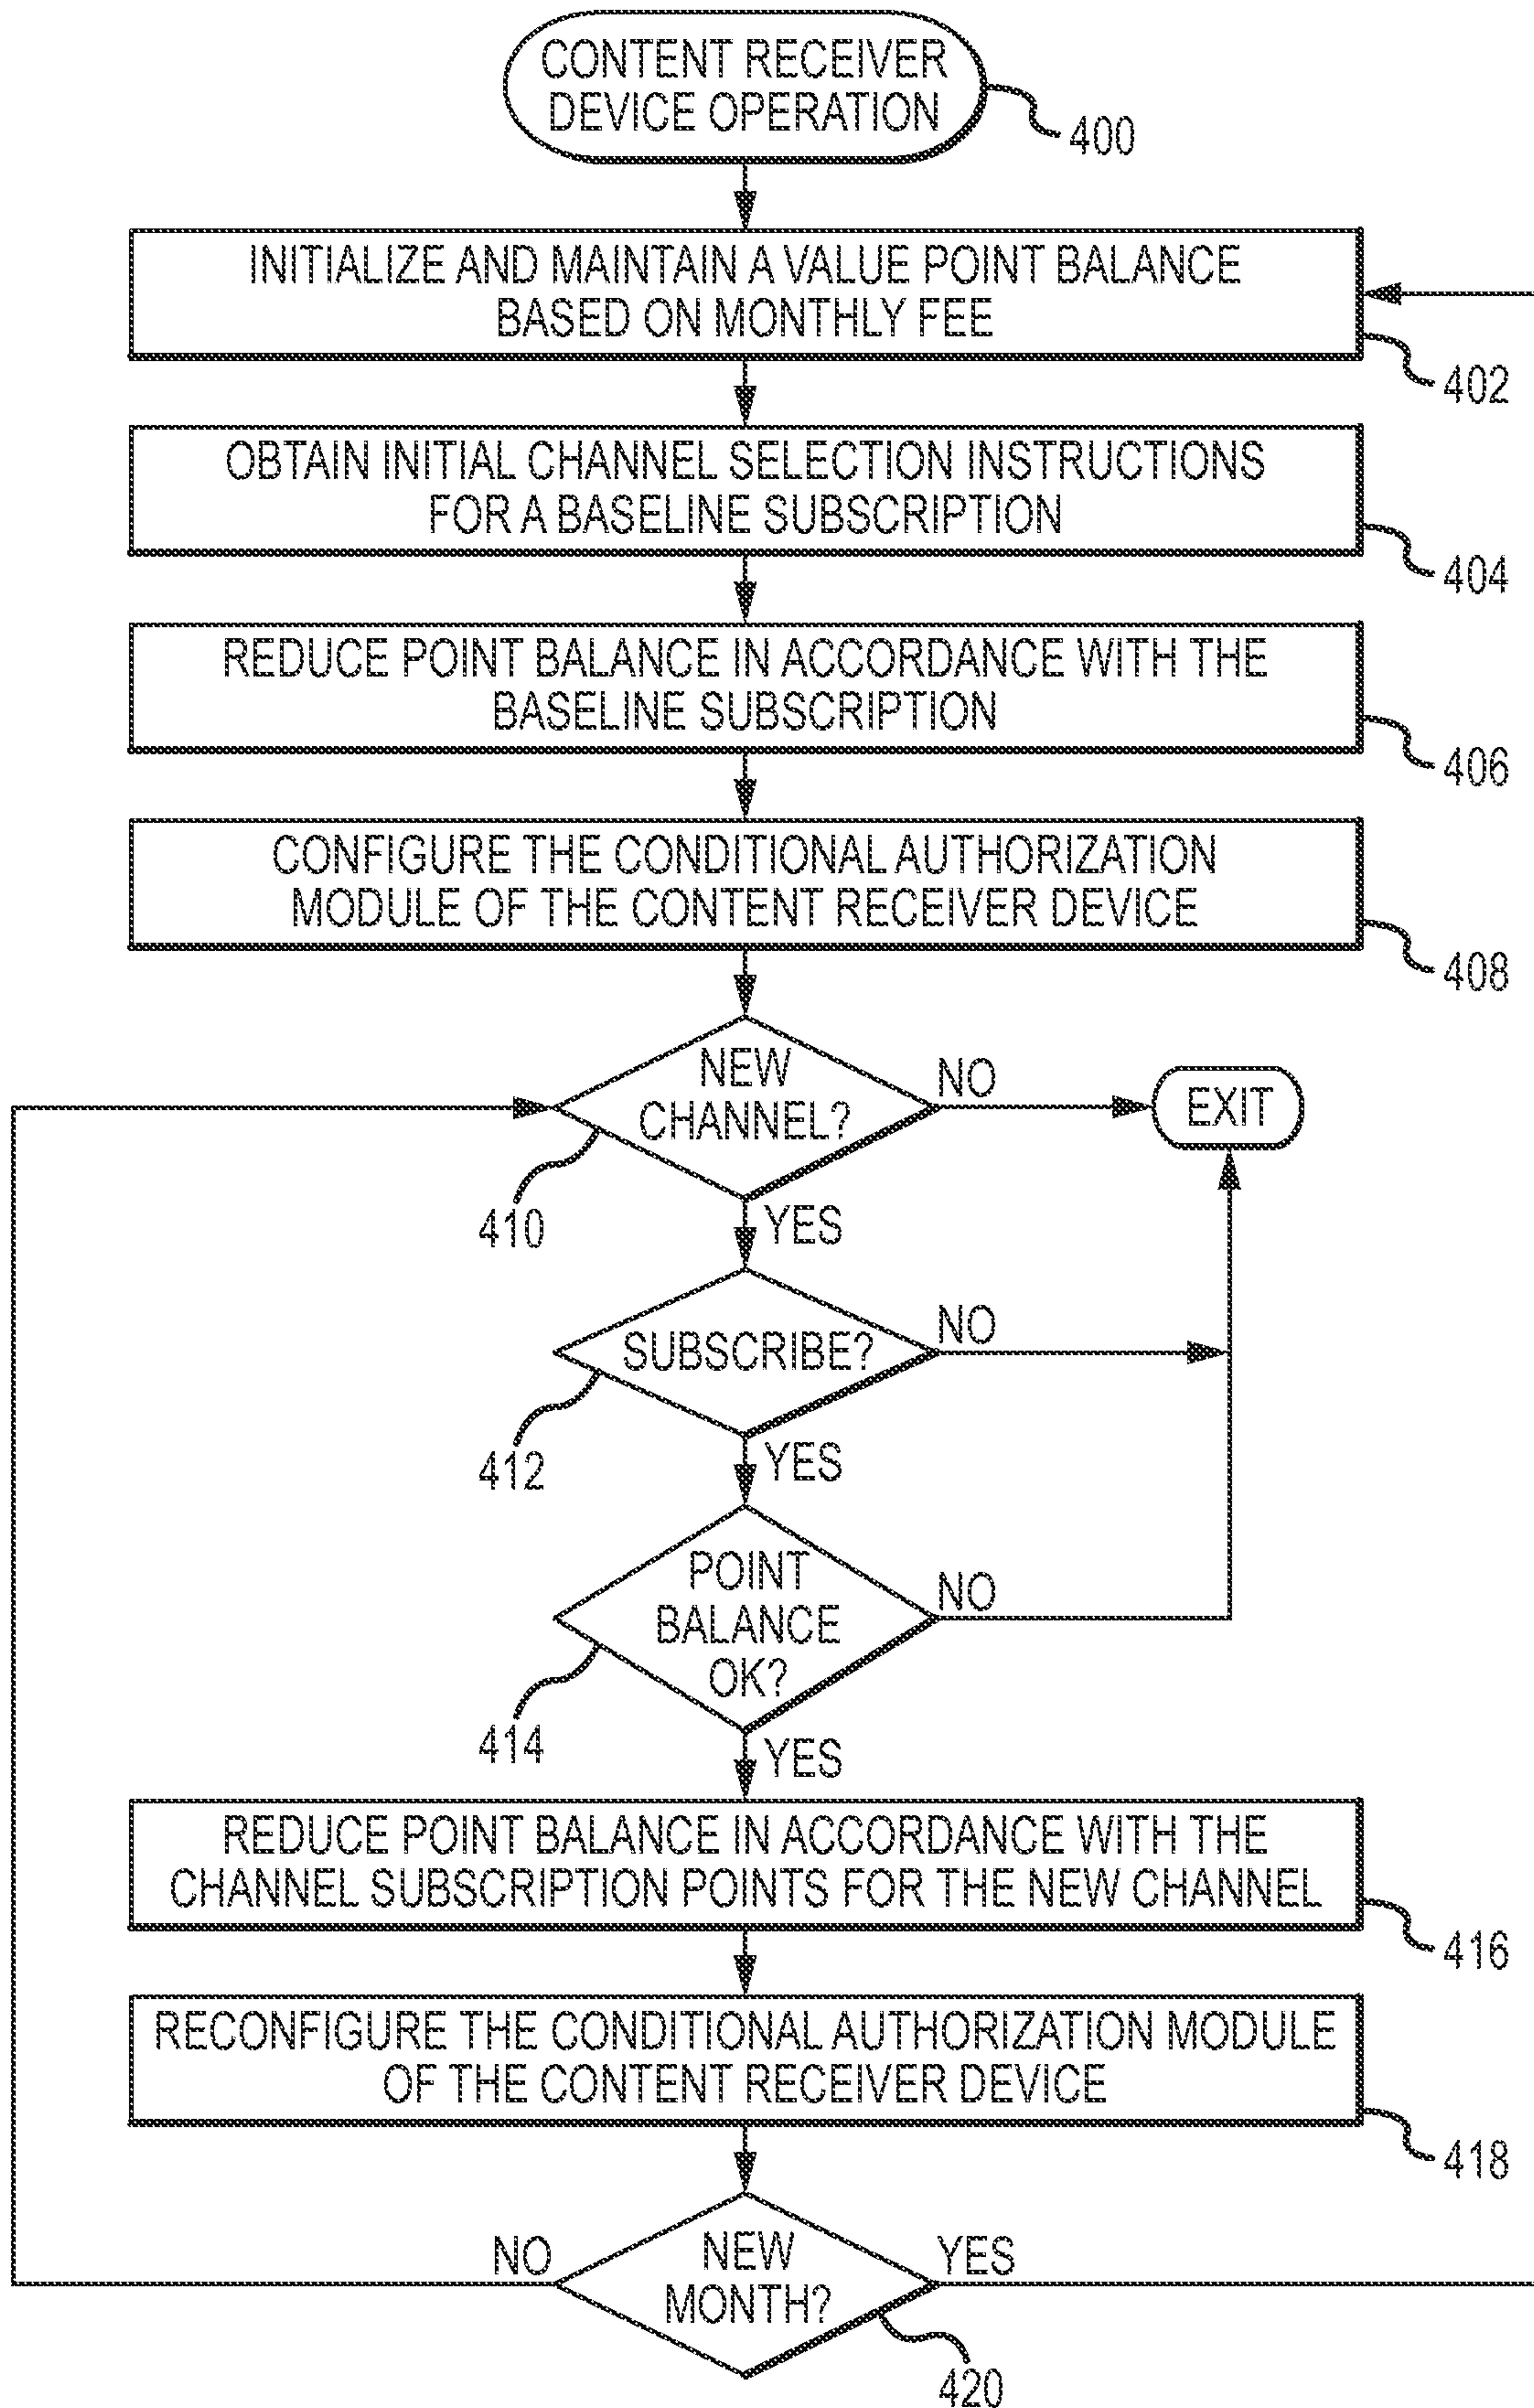 CONTENT RECEIVER
DEVICE OPERATION
400
INITIALIZE AND MAINTAIN A VALUE POINT BALANCE
BASED ON MONTHLY FEE
402
OBTAIN INITIAL CHANNEL SELECTION INSTRUCTIONS
FOR A BASELINE SUBSCRIPTION
404
REDUCE POINT BALANCE IN ACCORDANCE WITH THE
BASELINE SUBSCRIPTION
406
CONFIGURE THE CONDITIONAL AUTHORIZATION
MODULE OF THE CONTENT RECEIVER DEVICE
408
NEW
CHANNEL?
NO
EXIT
410
YES
SUBSCRIBE?
NO
412
YES
POINT
BALANCE
OK?
NO
414
YES
REDUCE POINT BALANCE IN ACCORDANCE WITH THE
CHANNEL SUBSCRIPTION POINTS FOR THE NEW CHANNEL
416
RECONFIGURE THE CONDITIONAL AUTHORIZATION MODULE
OF THE CONTENT RECEIVER DEVICE
418
NO
NEW
MONTH?
YES
420